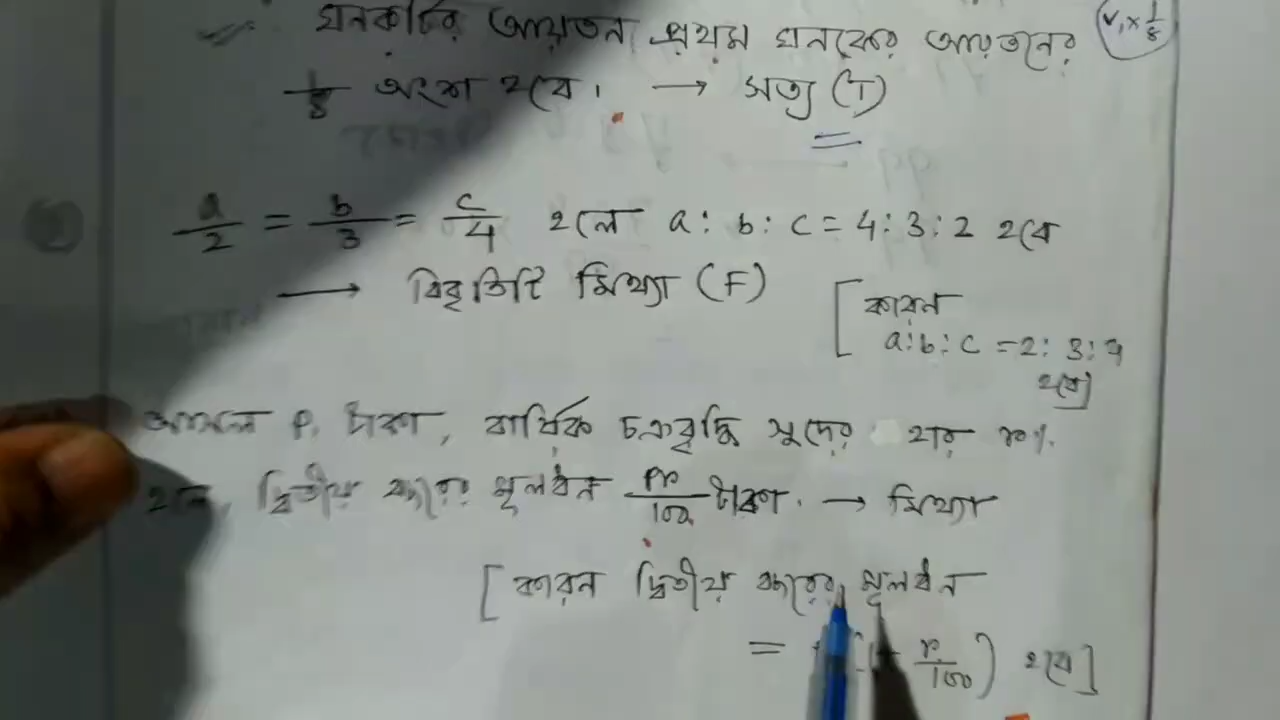 ঘনকটির আয়তন প্রথম ঘনকের আয়তনের (V₁ × 1/8)
1/8 অংশ হবে। → সত্য (T)
a/2 = b/3 = c/4 হলে a : b : c = 4 : 3 : 2 হবে
→ বিবৃতিটি মিথ্যা (F)
[কারন
a : b : c = 2 : 3 : 4
হবে]
আসলে P. টাকা, বার্ষিক চক্রবৃদ্ধি সুদের হার r%
হলে, দ্বিতীয় বছরের মূলধন Pr/100 টাকা. → মিথ্যা
[কারন দ্বিতীয় বছরের মূলধন
= r/100) হবে]